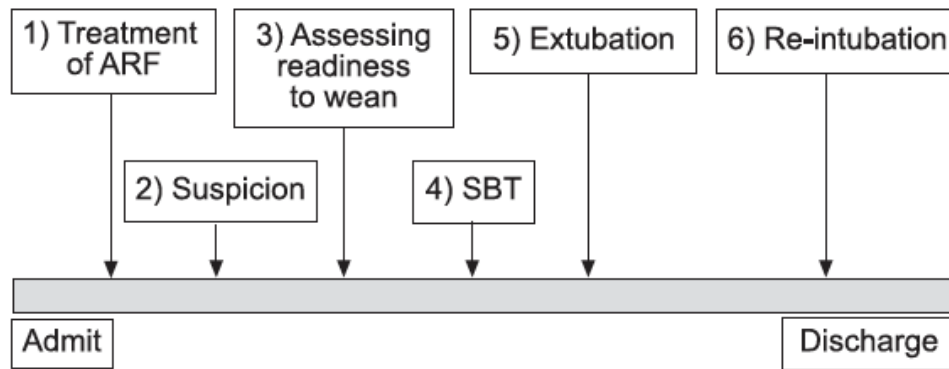 1) Treatment
of ARF
2) Suspicion
3) Assessing
readiness
to wean
4) SBT
5) Extubation
6) Re-intubation
Admit
Discharge